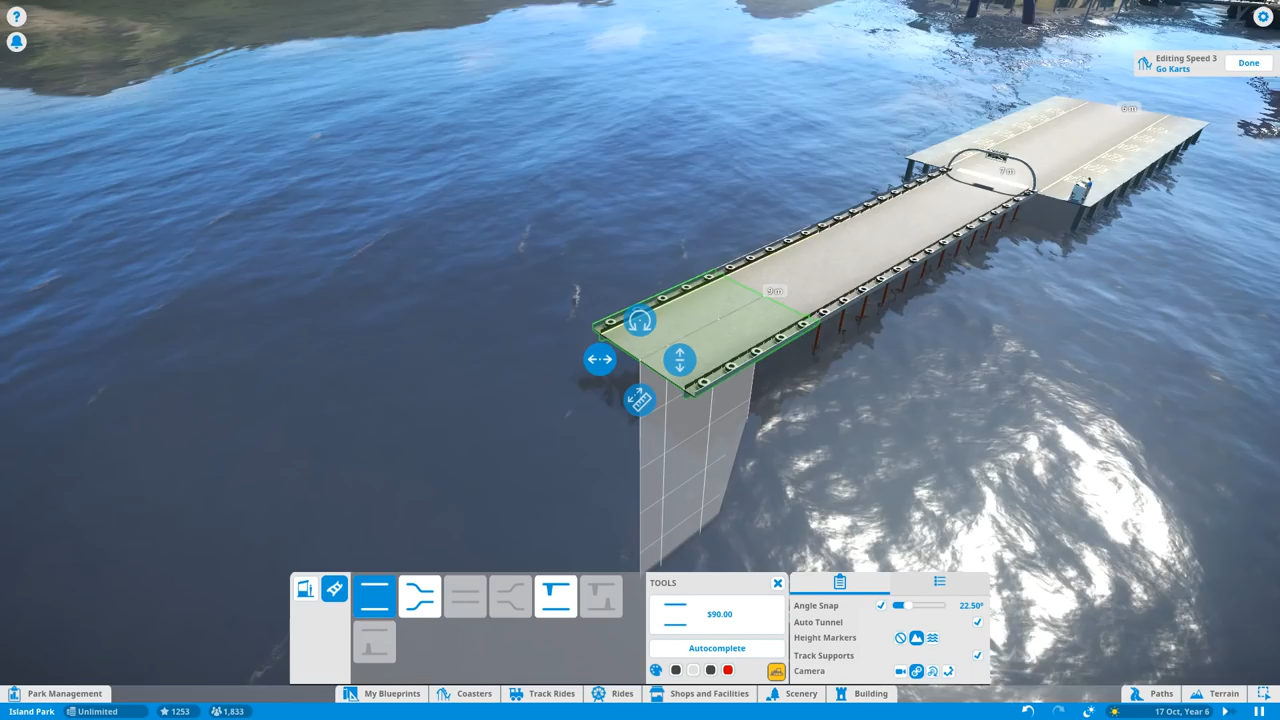 ?
Editing Speed 3
Go Karts
Done
6 m
7 m
9 m
TOOLS
$90.00
Autocomplete
Angle Snap
22.50°
Auto Tunnel
Height Markers
Track Supports
Camera
Park Management
My Blueprints
Coasters
Track Rides
Rides
Shops and Facilities
Scenery
Building
Paths
Terrain
Island Park
Unlimited
1253
1,833
17 Oct, Year 6